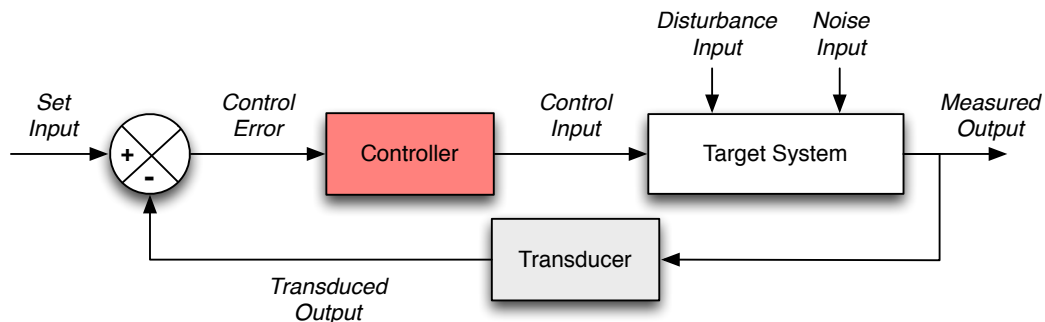 Disturbance
Input
Noise
Input
Set
Input
Control
Error
Control
Input
Measured
Output
+
-
Controller
Target System
Transducer
Transduced
Output